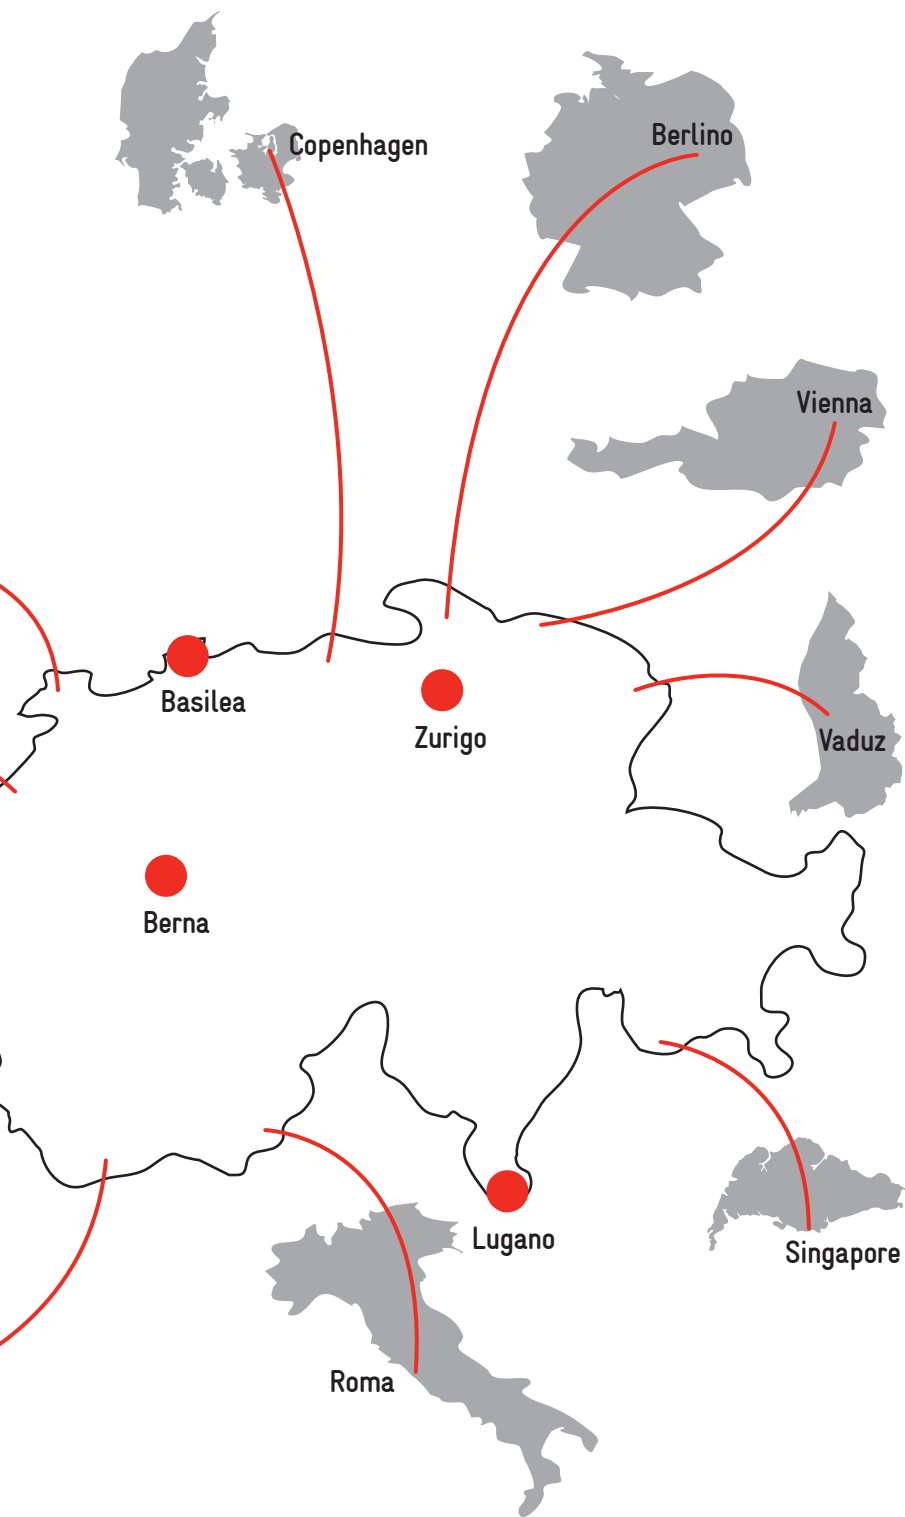 Berlino
Copenhagen
Vienna
Basilea
Zurigo
Vaduz
Berna
Lugano
Singapore
Roma